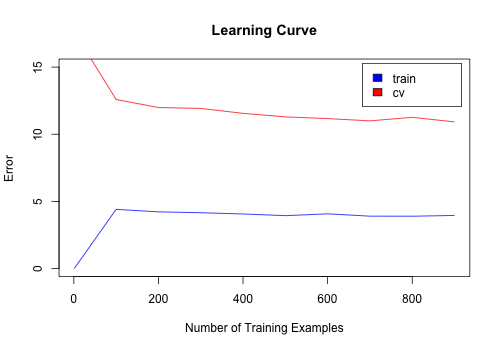 Learning Curve
train
cv
15
10
5
0
Error
0 200 400 600 800
Number of Training Examples